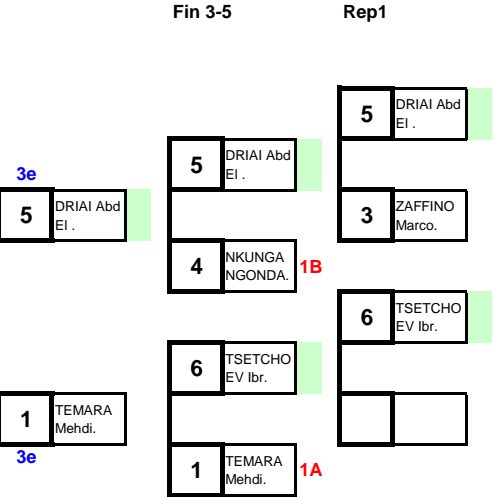 Fin 3-5 Rep1
5 DRIAI Abd
El .
5 DRIAI Abd
El .
3e
5 DRIAI Abd
El .
3 ZAFFINO
Marco.
4 NKUNGA
NGONDA. 1B
6 TSETCHO
EV Ibr.
6 TSETCHO
EV Ibr.
1 TEMARA
Mehdi.
3e
1 TEMARA
Mehdi. 1A